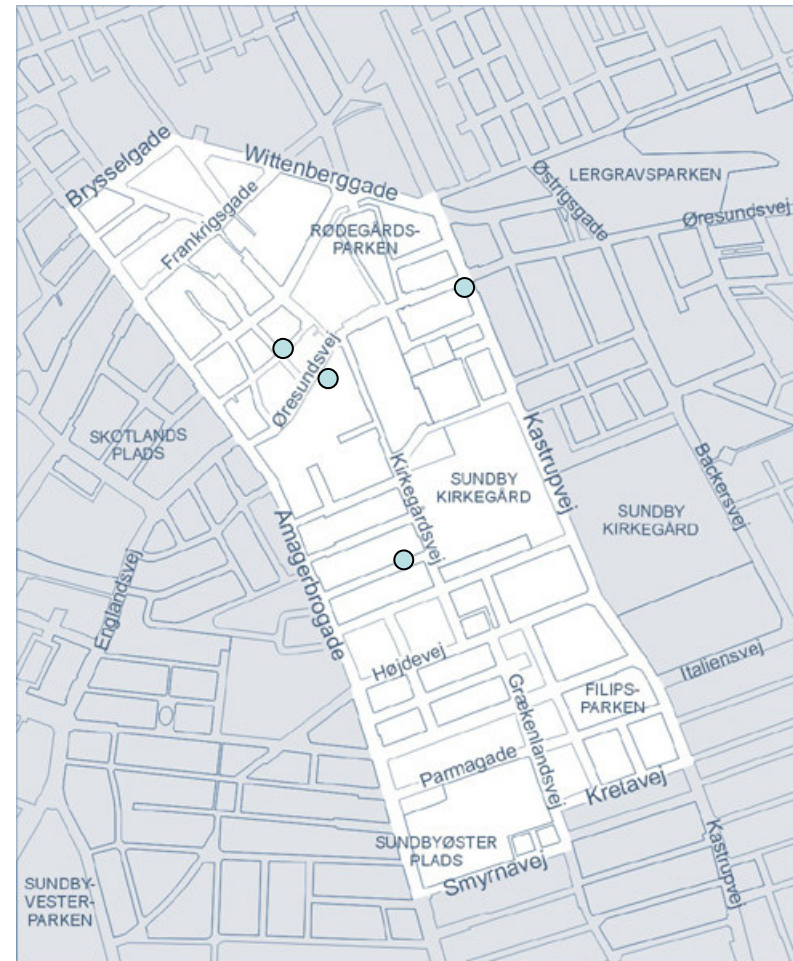 Brysselgade
Wittenberggade
Frankrigsgade
RØDEGÅRDS-
PARKEN
Østrigsgade
LERGRAVSPARKEN
Øresundsvej
Øresundsvej
SKOTLANDS
PLADS
Kastrupvej
Backersvej
Kirkegårdsvej
SUNDBY
KIRKEGÅRD
SUNDBY
KIRKEGÅRD
Amagerbrogade
Englandsvej
Højdevej
Italiensvej
Grækenlandsvej
FILIPS-
PARKEN
Parmagade
Kretavej
SUNDBYØSTER
PLADS
Smyrnavej
Kastrupvej
SUNDBY-
VESTER-
PARKEN